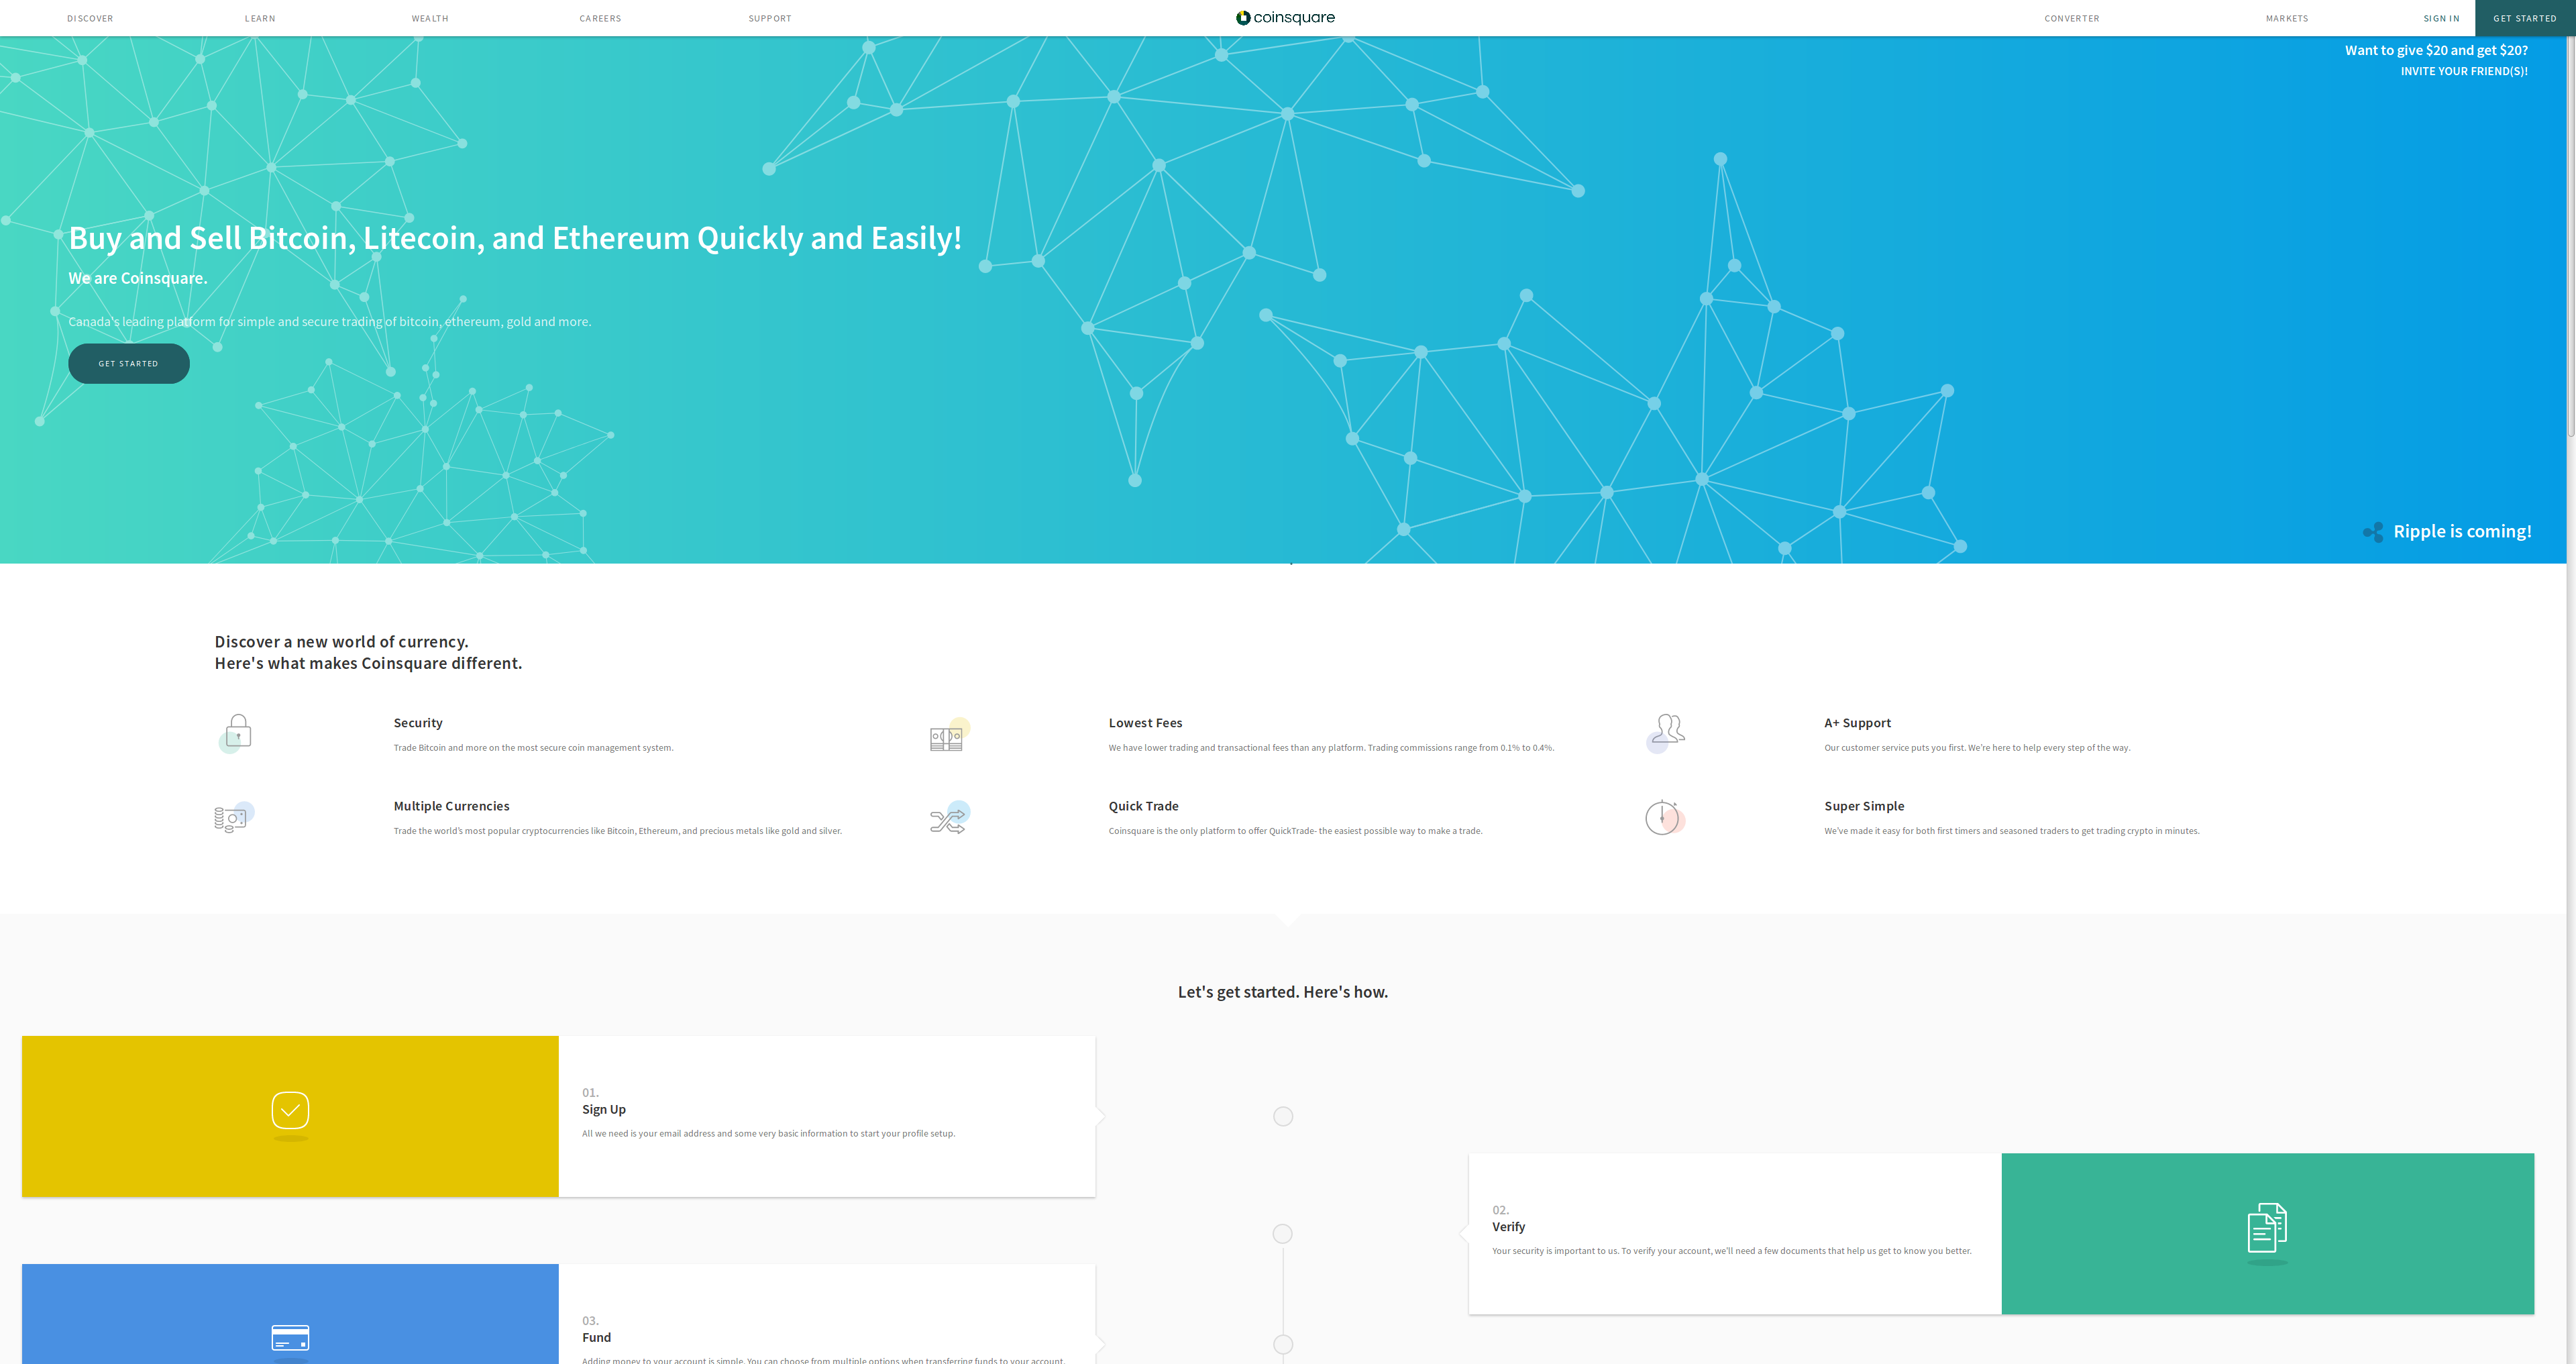 DISCOVER LEARN WEALTH CAREERS SUPPORT coinsquare CONVERTER MARKETS SIGN IN GET STARTED
Want to give $20 and get $20?
INVITE YOUR FRIEND(S)!
Buy and Sell Bitcoin, Litecoin, and Ethereum Quickly and Easily!
We are Coinsquare.
Canada's leading platform for simple and secure trading of bitcoin, ethereum, gold and more.
GET STARTED
Ripple is coming!
Discover a new world of currency.
Here's what makes Coinsquare different.
Security
Trade Bitcoin and more on the most secure coin management system.
Lowest Fees
We have lower trading and transactional fees than any platform. Trading commissions range from 0.1% to 0.4%.
A+ Support
Our customer service puts you first. We're here to help every step of the way.
Multiple Currencies
Trade the world's most popular cryptocurrencies like Bitcoin, Ethereum, and precious metals like gold and silver.
Quick Trade
Coinsquare is the only platform to offer QuickTrade- the easiest possible way to make a trade.
Super Simple
We've made it easy for both first timers and seasoned traders to get trading crypto in minutes.
Let's get started. Here's how.
01.
Sign Up
All we need is your email address and some very basic information to start your profile setup.
02.
Verify
Your security is important to us. To verify your account, we'll need a few documents that help us get to know you better.
03.
Fund
Adding money to your account is simple. You can choose from multiple options when transferring funds to your account.